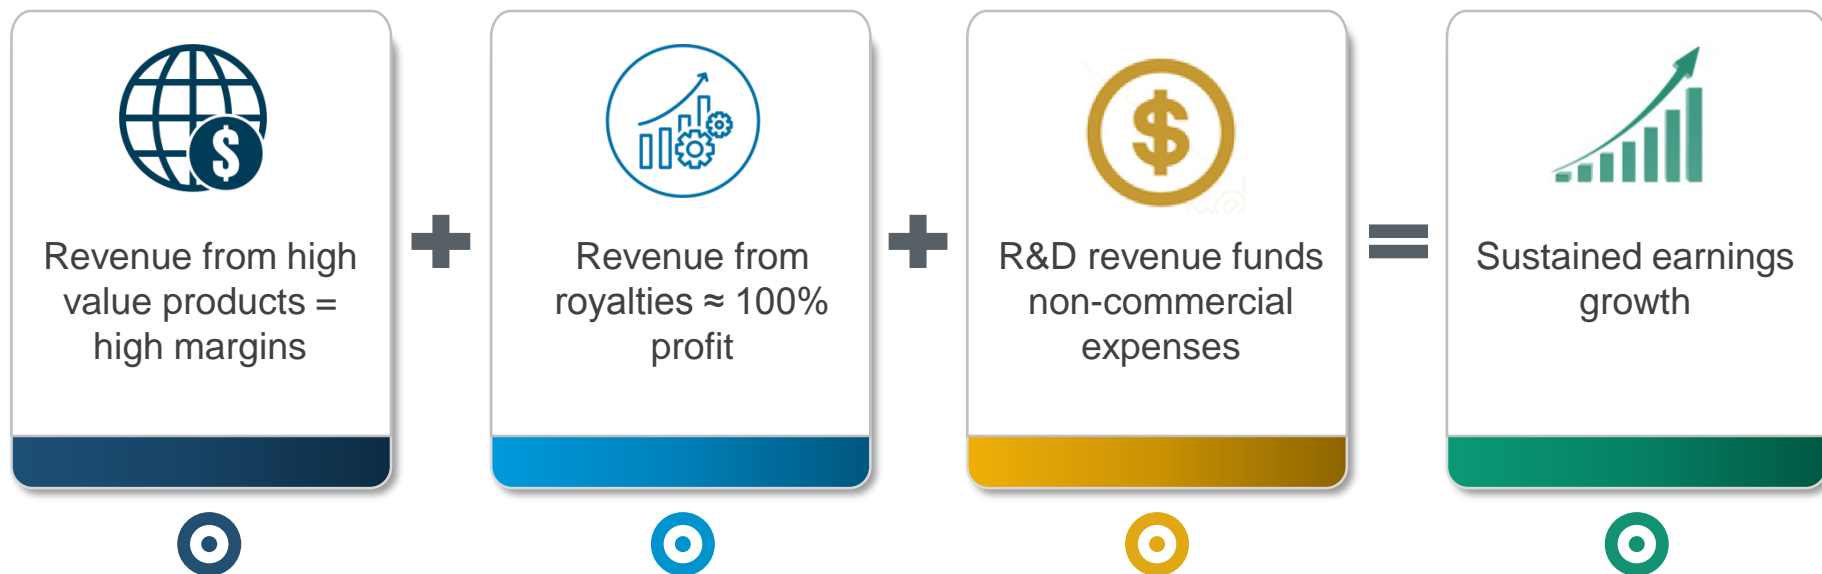 $
Revenue from high
value products =
high margins
+
Revenue from
royalties ≈ 100%
profit
+
$
R&D revenue funds
non-commercial
expenses
=
Sustained earnings
growth